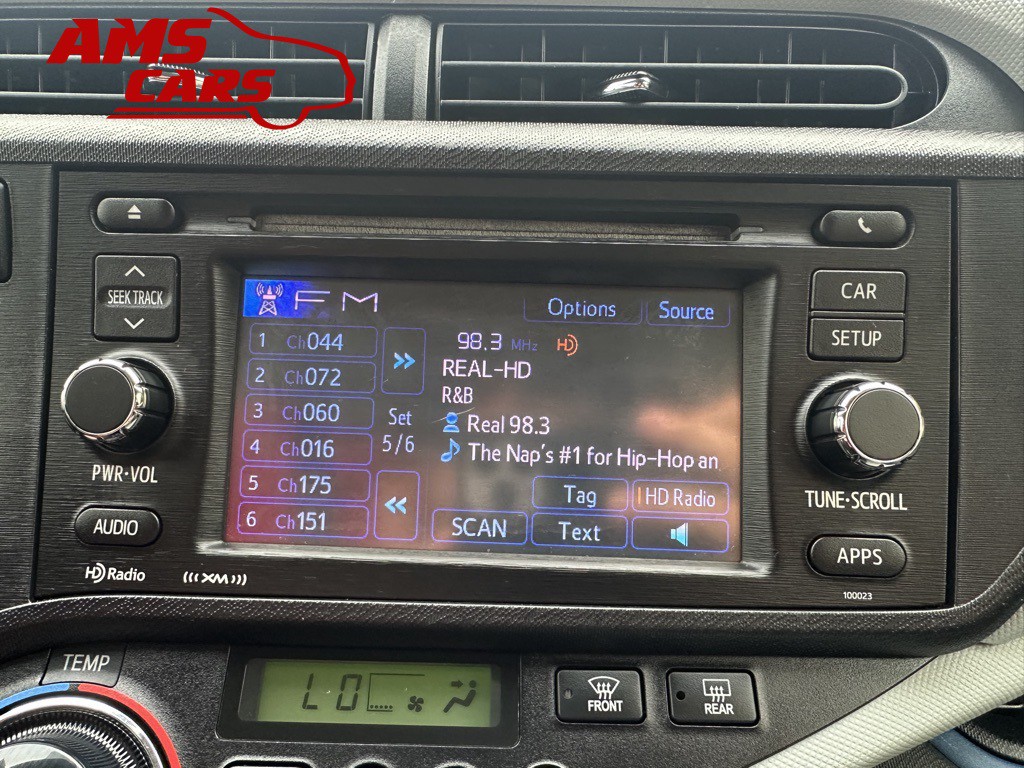 AMS
CARS
SEEK TRACK
PWR·VOL
AUDIO
HD Radio
(((XM)))
FM
Options
Source
1 Ch044
2 Ch072
3 Ch060
4 Ch016
5 Ch175
6 Ch151
>>
Set
5/6
<<
98.3 MHz HD
REAL-HD
R&B
Real 98.3
The Nap's #1 for Hip-Hop an
Tag
HD Radio
SCAN
Text
CAR
SETUP
TUNE·SCROLL
APPS
100023
TEMP
LO
FRONT
REAR